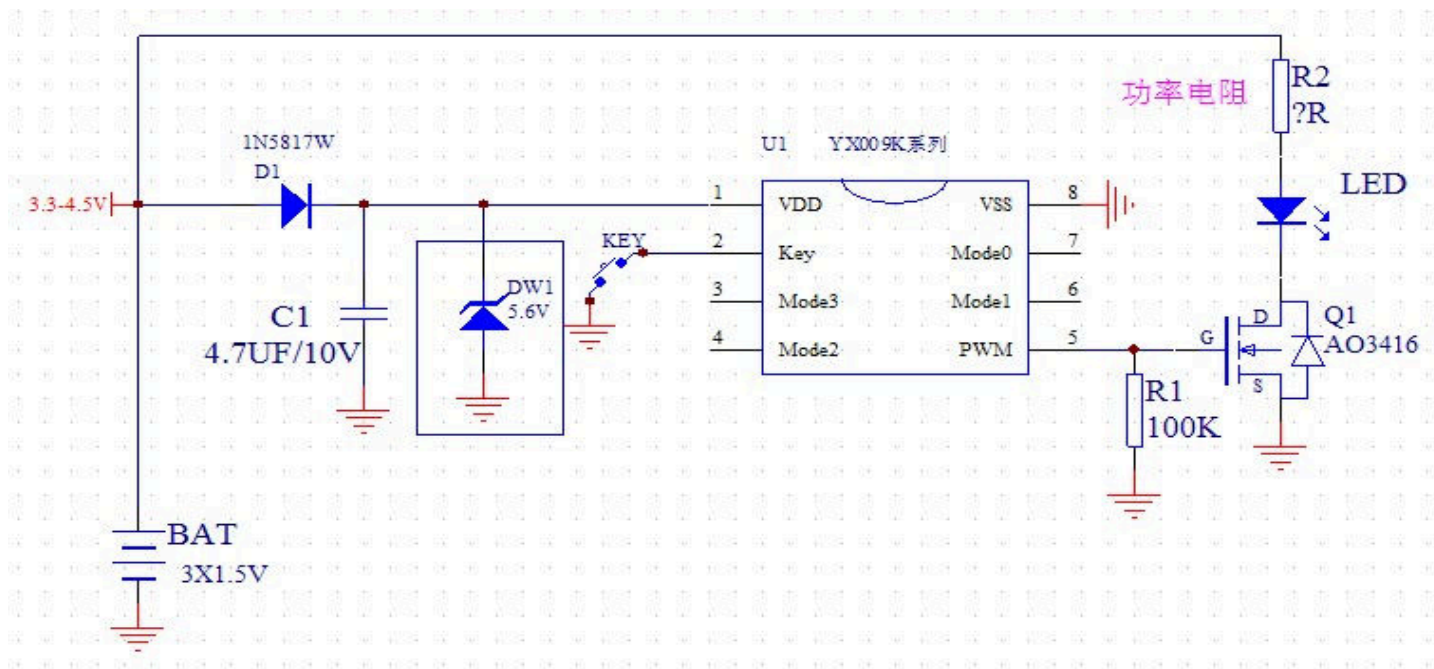 功率电阻
R2
?R
1N5817W
D1
U1 YX009K系列
LED
3.3-4.5V
1 VDD VSS 8
KEY
2 Key Mode0 7
DW1
5.6V
3 Mode3 Mode1 6
C1
4.7UF/10V
4 Mode2 PWM 5
G D S
Q1
AO3416
R1
100K
BAT
3X1.5V